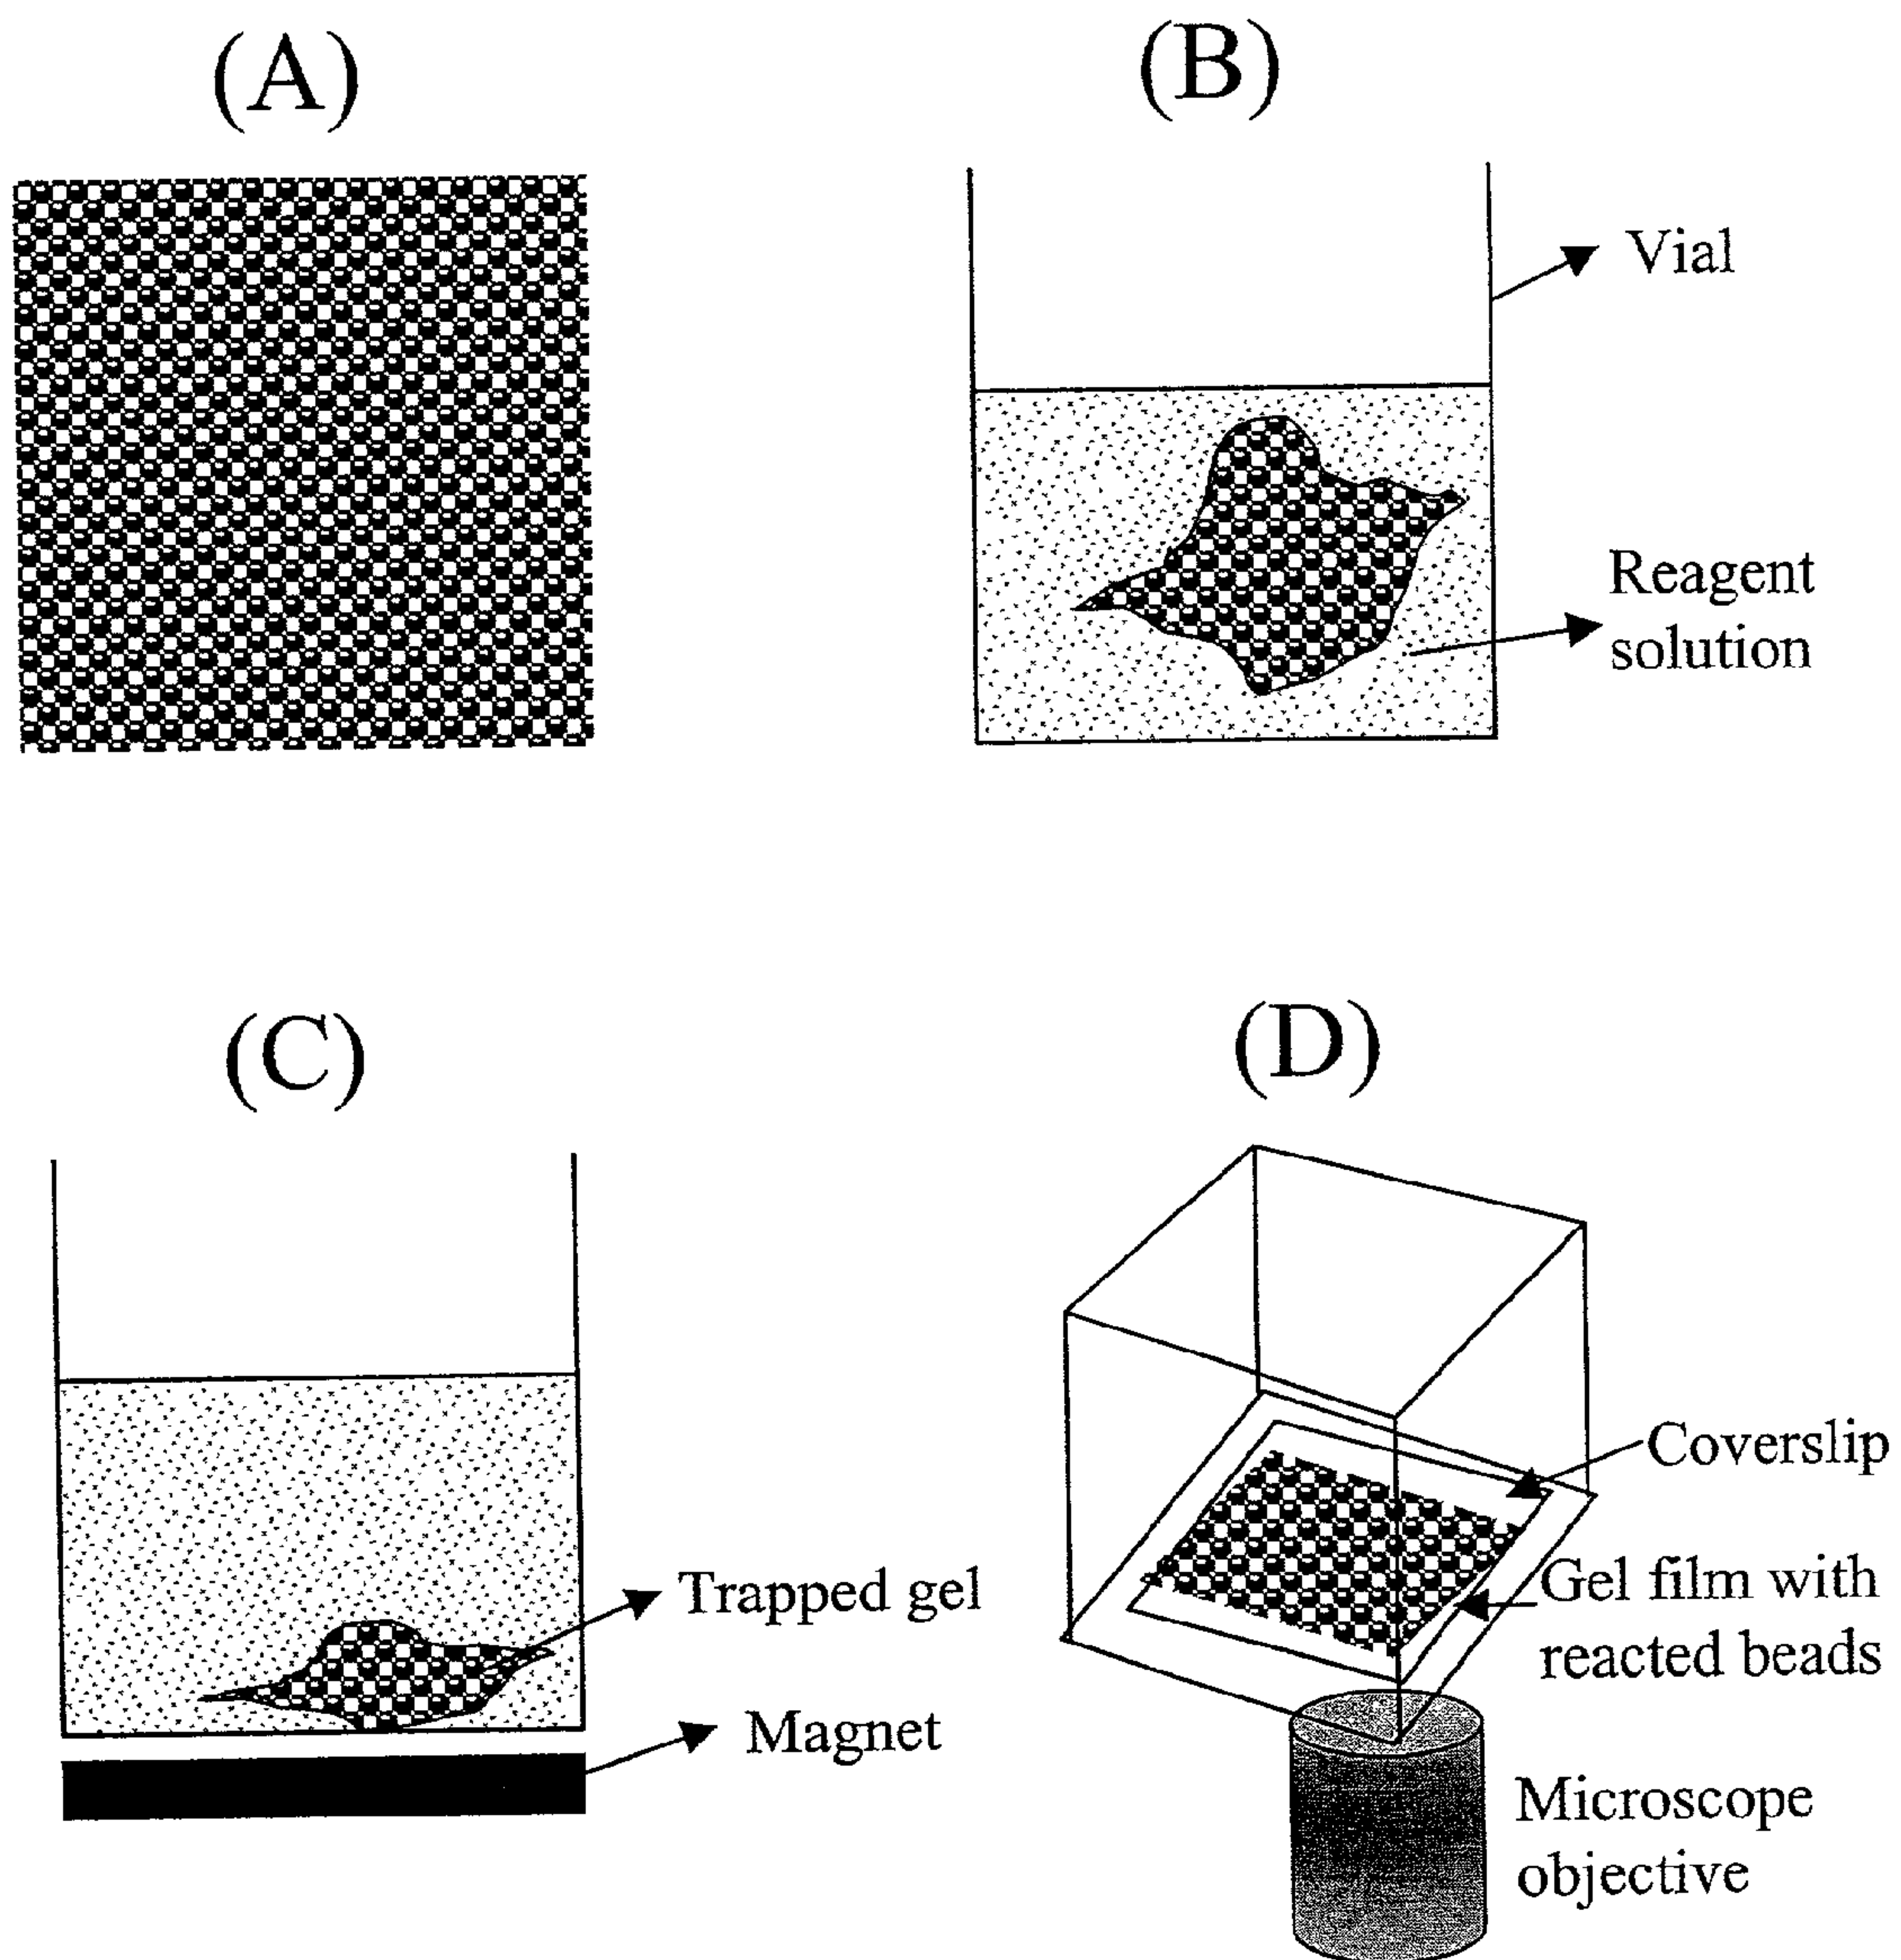 (A)
(B)
Vial
Reagent
solution
(C)
Trapped gel
Magnet
(D)
Coverslip
Gel film with
reacted beads
Microscope
objective